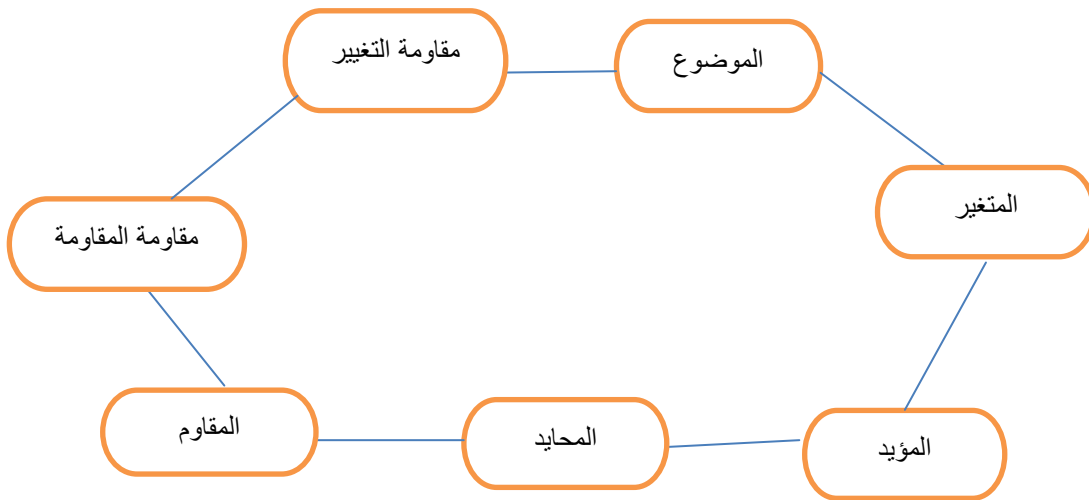 الموضوع
مقاومة التغيير
المتغير
مقاومة المقاومة
المؤيد
المحايد
المقاوم